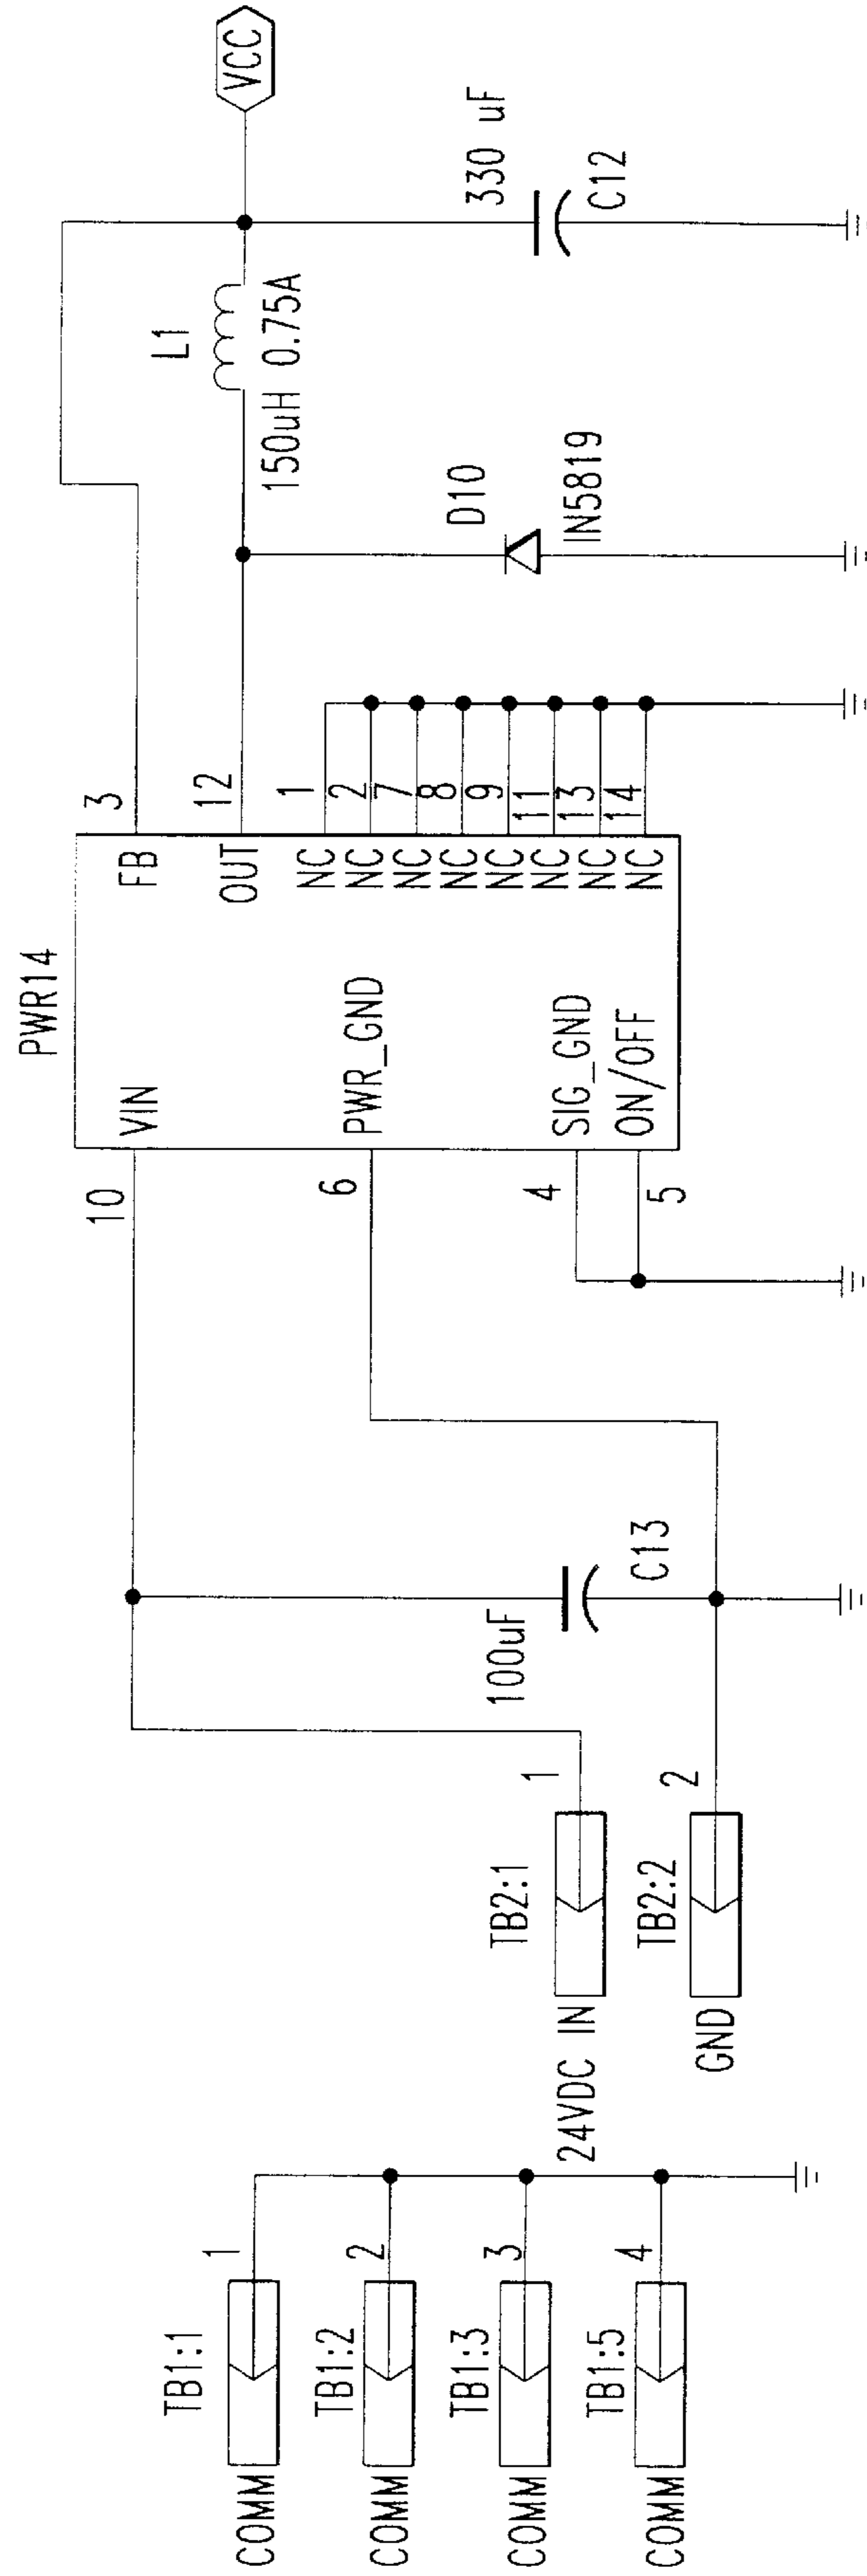 COMM
TB1:1
1
COMM
TB1:2
2
COMM
TB1:3
3
COMM
TB1:5
4
24VDC IN
TB2:1
1
GND
TB2:2
2
100uF
C13
PWR14
10
VIN
6
PWR_GND
4
SIG_GND
5
ON/OFF
FB
3
OUT
12
NC
1
NC
2
NC
7
NC
8
NC
9
NC
11
NC
13
NC
14
D10
IN5819
L1
150uH 0.75A
330 uF
C12
VCC